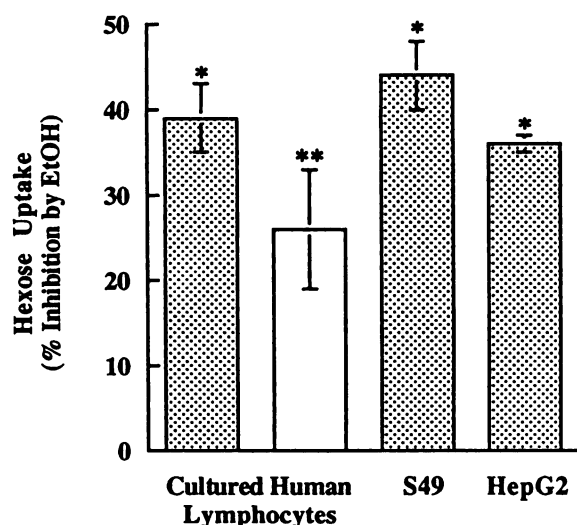 Hexose Uptake
(% Inhibition by EtOH)
50
40
30
20
10
0
*
**
*
*
Cultured Human
Lymphocytes
S49
HepG2